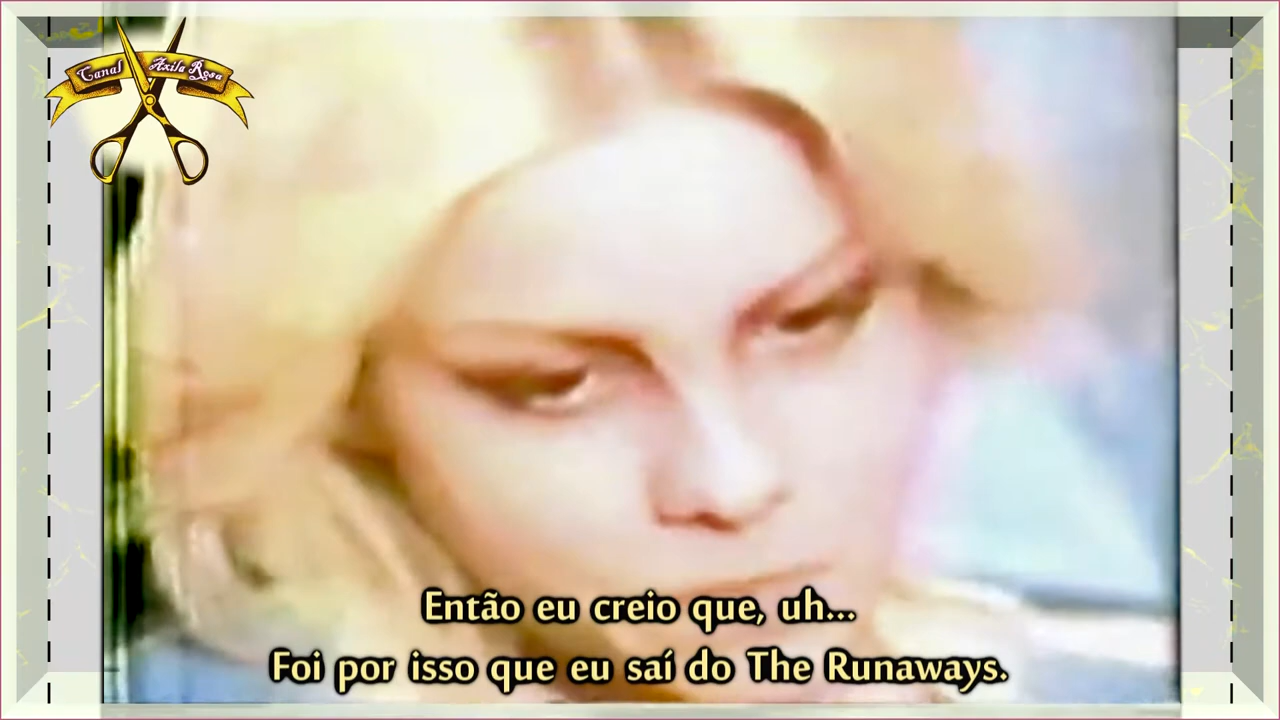 Canal Axila Rosa
Então eu creio que, uh...
Foi por isso que eu saí do The Runaways.